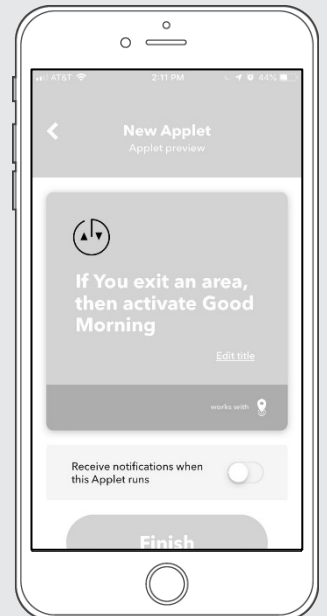 AT&T 2:11 PM 44%
New Applet
Applet preview
If You exit an area,
then activate Good
Morning
Edit title
works with
Receive notifications when
this Applet runs
Finish